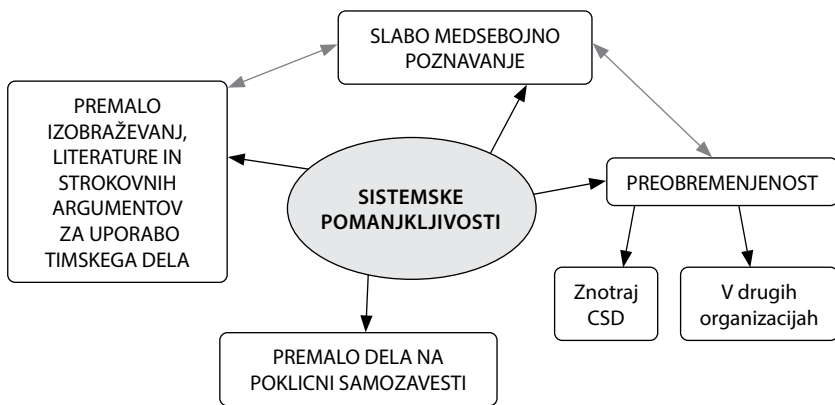 SLABO MEDSEBOJNO
POZNAVANJE
PREMALO
IZOBRAŽEVANJ,
LITERATURE IN
STROKOVNIH
ARGUMENTOV
ZA UPORABO
TIMSKEGA DELA
SISTEMSKE
POMANJKLJIVOSTI
PREOBREMENJENOST
Znotraj
CSD
V drugih
organizacijah
PREMALO DELA NA
POKLICNI SAMOZAVESTI